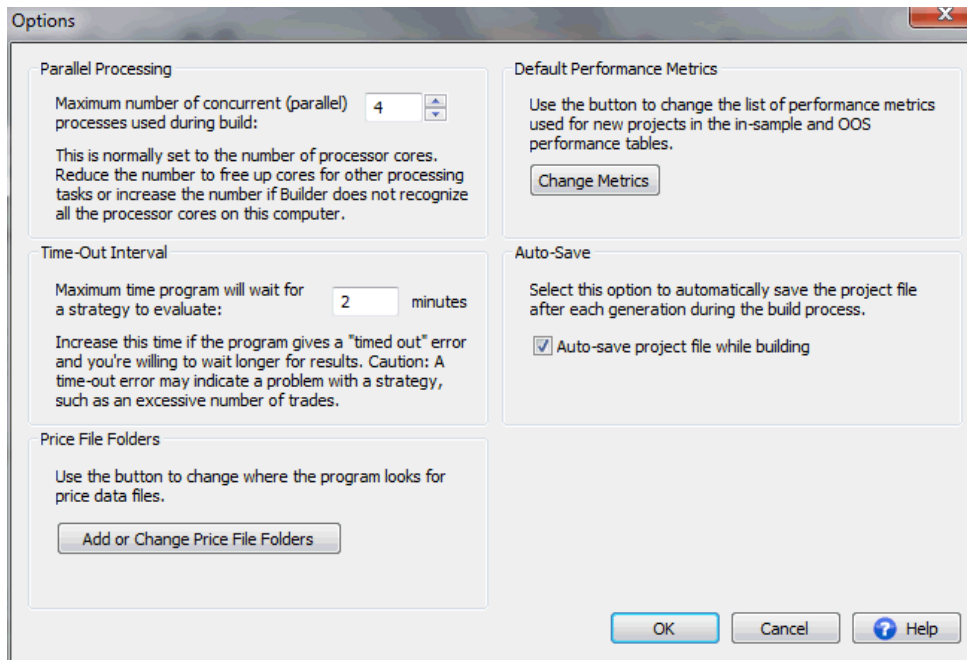 Options
X
Parallel Processing
Maximum number of concurrent (parallel)
processes used during build:
4
This is normally set to the number of processor cores.
Reduce the number to free up cores for other processing
tasks or increase the number if Builder does not recognize
all the processor cores on this computer.
Default Performance Metrics
Use the button to change the list of performance metrics
used for new projects in the in-sample and OOS
performance tables.
Change Metrics
Time-Out Interval
Maximum time program will wait for
a strategy to evaluate:
2 minutes
Increase this time if the program gives a "timed out" error
and you're willing to wait longer for results. Caution: A
time-out error may indicate a problem with a strategy,
such as an excessive number of trades.
Auto-Save
Select this option to automatically save the project file
after each generation during the build process.
Auto-save project file while building
Price File Folders
Use the button to change where the program looks for
price data files.
Add or Change Price File Folders
OK
Cancel
? Help